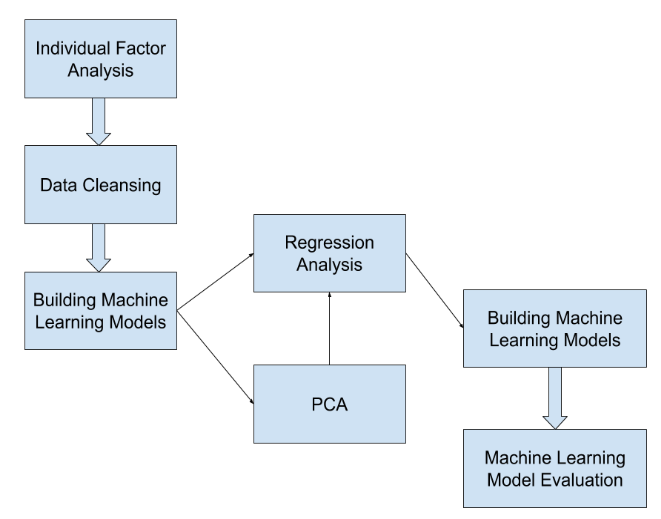 Individual Factor
Analysis
Data Cleansing
Building Machine
Learning Models
Regression
Analysis
PCA
Building Machine
Learning Models
Machine Learning
Model Evaluation